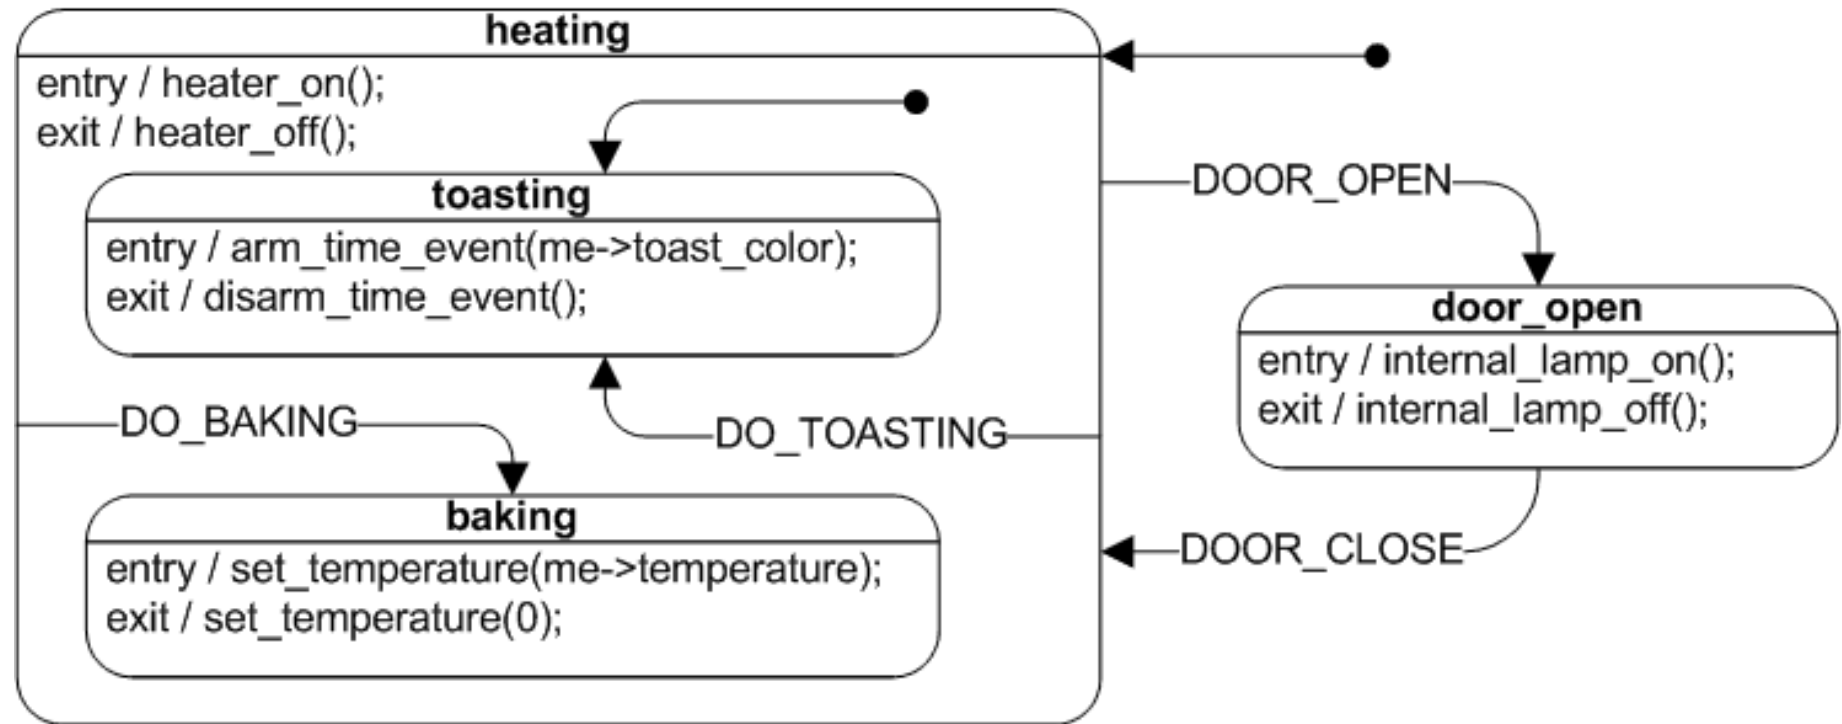 heating
entry / heater_on();
exit / heater_off();
toasting
entry / arm_time_event(me->toast_color);
exit / disarm_time_event();
DO_BAKING
DO_TOASTING
baking
entry / set_temperature(me->temperature);
exit / set_temperature(0);
DOOR_OPEN
door_open
entry / internal_lamp_on();
exit / internal_lamp_off();
DOOR_CLOSE